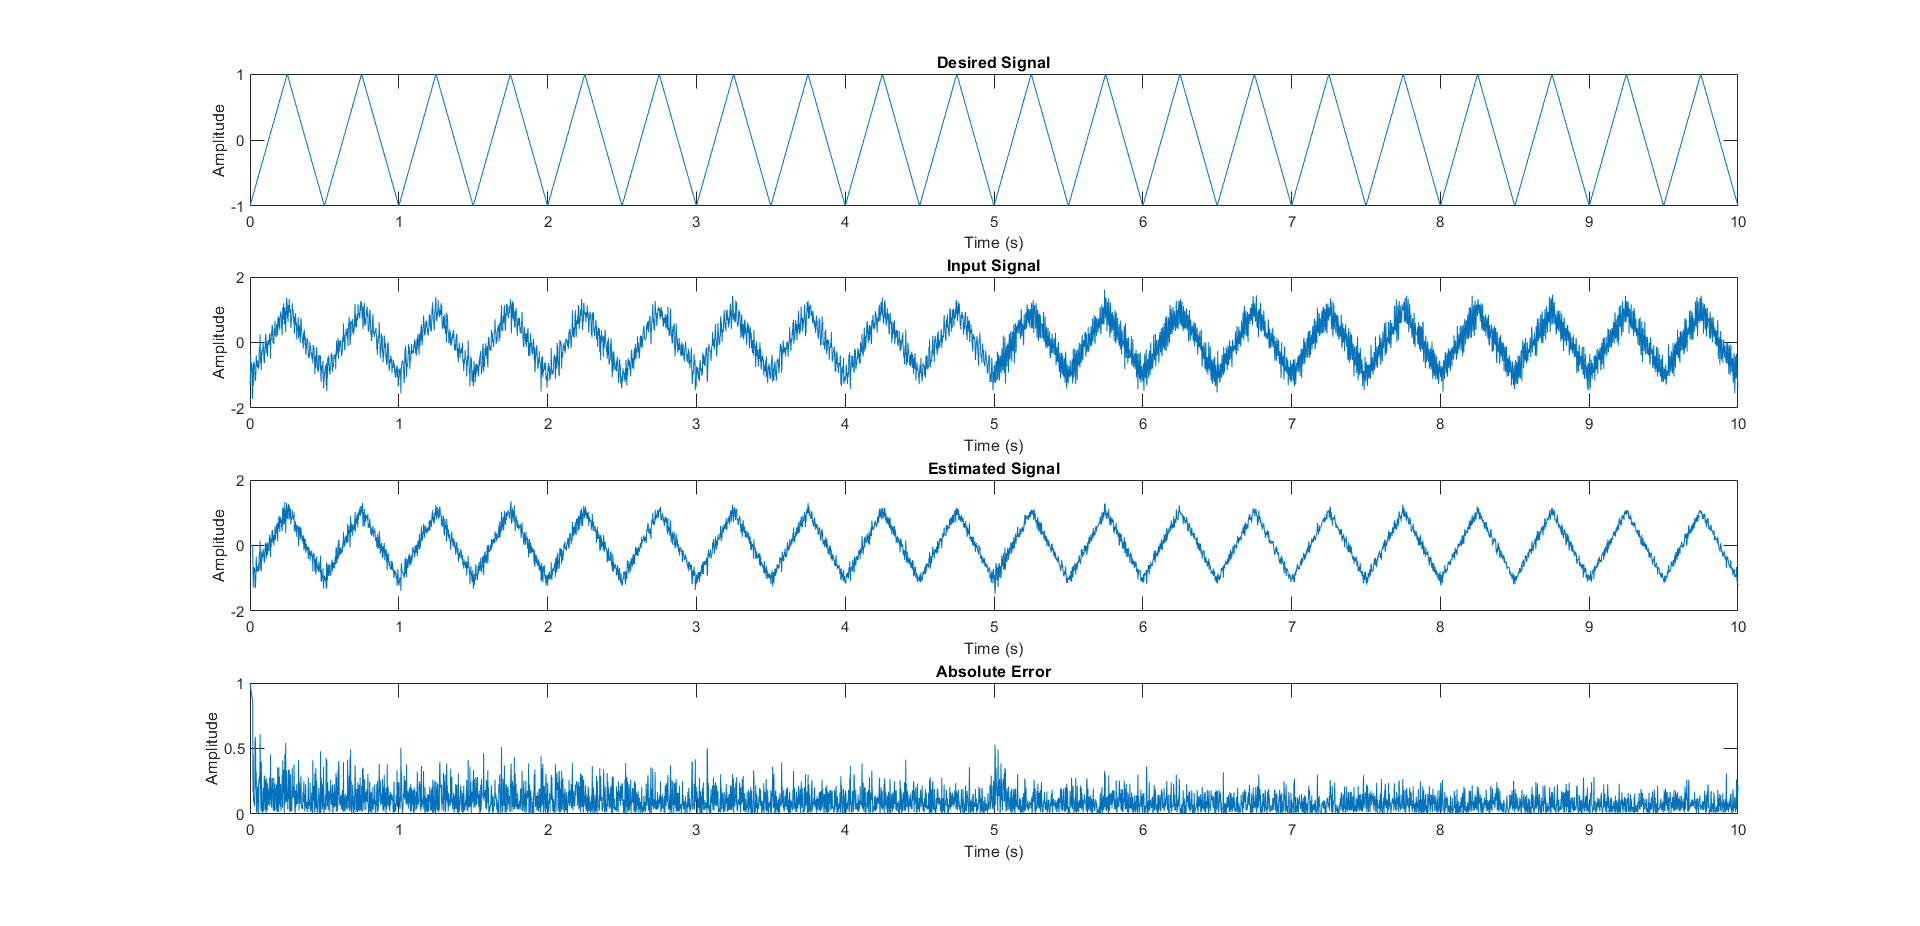 Desired Signal
Amplitude
1
0
-1
0 1 2 3 4 5 6 7 8 9 10
Time (s)
Input Signal
Amplitude
2
0
-2
0 1 2 3 4 5 6 7 8 9 10
Time (s)
Estimated Signal
Amplitude
2
0
-2
0 1 2 3 4 5 6 7 8 9 10
Time (s)
Absolute Error
Amplitude
1
0.5
0
0 1 2 3 4 5 6 7 8 9 10
Time (s)